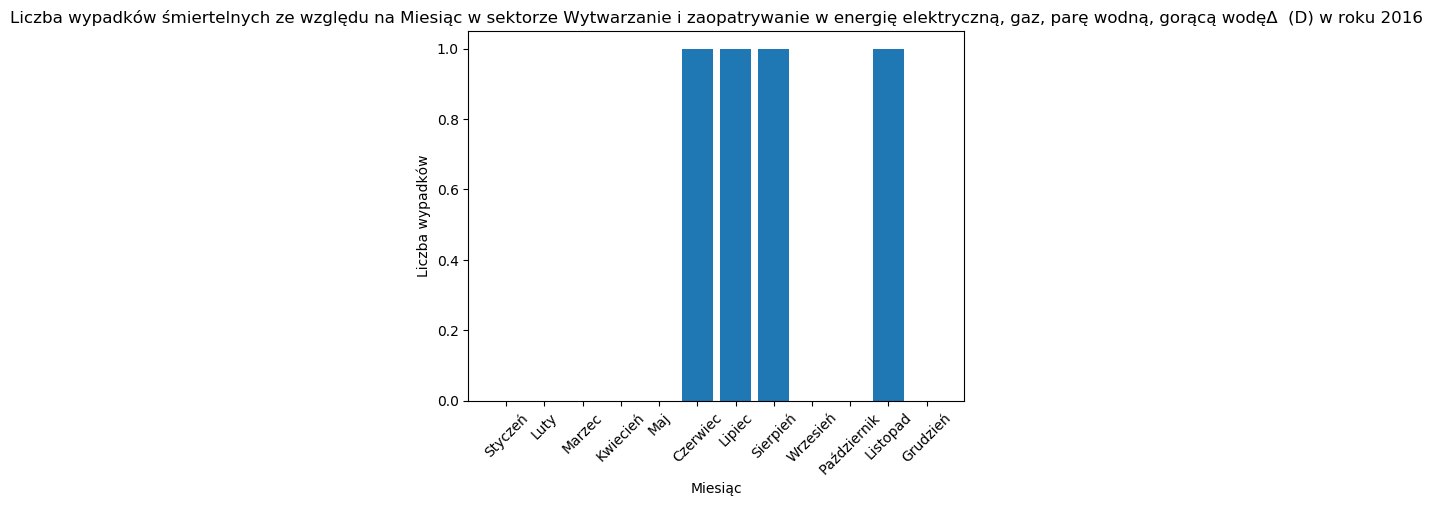 Liczba wypadków śmiertelnych ze względu na Miesiąc w sektorze Wytwarzanie i zaopatrywanie w energię elektryczną, gaz, parę wodną, gorącą wodęΔ  (D) w roku 2016
1.0
0.8
0.6
0.4
0.2
0.0
Liczba wypadków
Styczeń
Luty
Marzec
Kwiecień
Maj
Czerwiec
Lipiec
Sierpień
Wrzesień
Październik
Listopad
Grudzień
Miesiąc